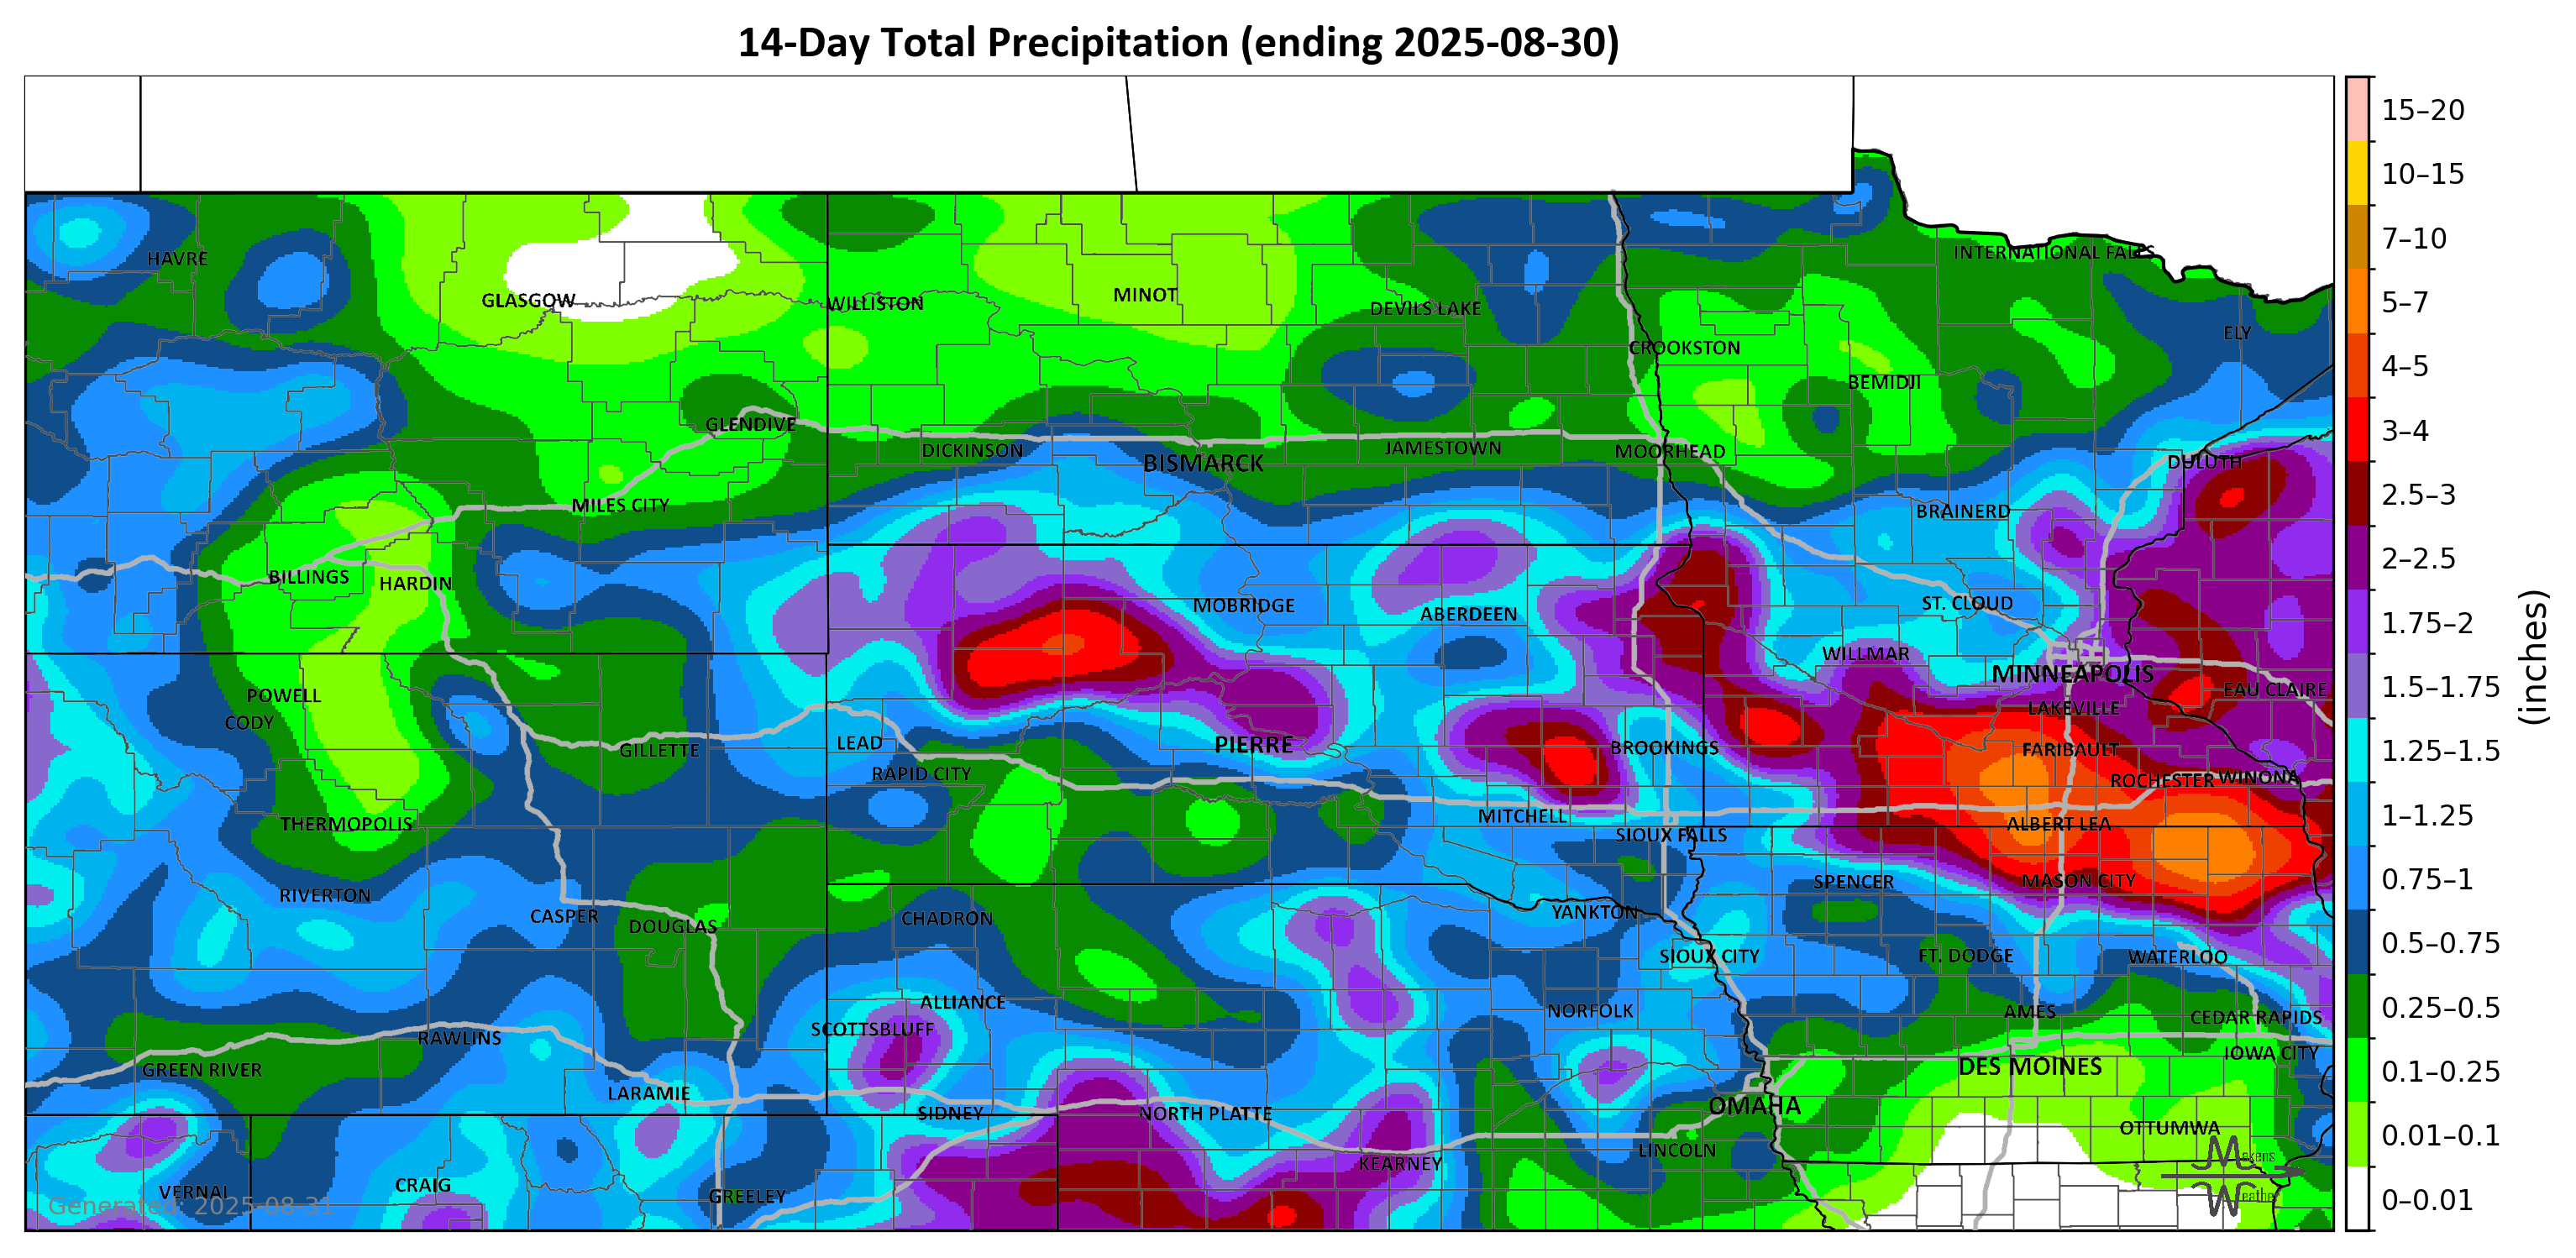 14-Day Total Precipitation (ending 2025-08-30)
15–20
10–15
7–10
5–7
4–5
3–4
2.5–3
2–2.5
1.75–2
1.5–1.75
1.25–1.5
1–1.25
0.75–1
0.5–0.75
0.25–0.5
0.1–0.25
0.01–0.1
0–0.01
(inches)
HAVRE
INTERNATIONAL FALLS
GLASGOW
WILLISTON
MINOT
DEVILS LAKE
ELY
CROOKSTON
BEMIDJI
GLENDIVE
DICKINSON
BISMARCK
JAMESTOWN
MOORHEAD
DULUTH
MILES CITY
BRAINERD
BILLINGS
HARDIN
MOBRIDGE
ABERDEEN
ST. CLOUD
WILLMAR
MINNEAPOLIS
EAU CLAIRE
POWELL
CODY
LAKEVILLE
GILLETTE
LEAD
PIERRE
BROOKINGS
FARIBAULT
RAPID CITY
ROCHESTER
WINONA
THERMOPOLIS
MITCHELL
SIOUX FALLS
ALBERT LEA
RIVERTON
SPENCER
MASON CITY
CASPER
DOUGLAS
CHADRON
YANKTON
SIOUX CITY
FT. DODGE
WATERLOO
ALLIANCE
SCOTTSBLUFF
NORFOLK
AMES
CEDAR RAPIDS
RAWLINS
GREEN RIVER
DES MOINES
IOWA CITY
LARAMIE
SIDNEY
NORTH PLATTE
OMAHA
OTTUMWA
KEARNEY
LINCOLN
VERNAL
CRAIG
GREELEY
Makens
Weather
Generated: 2025-08-31